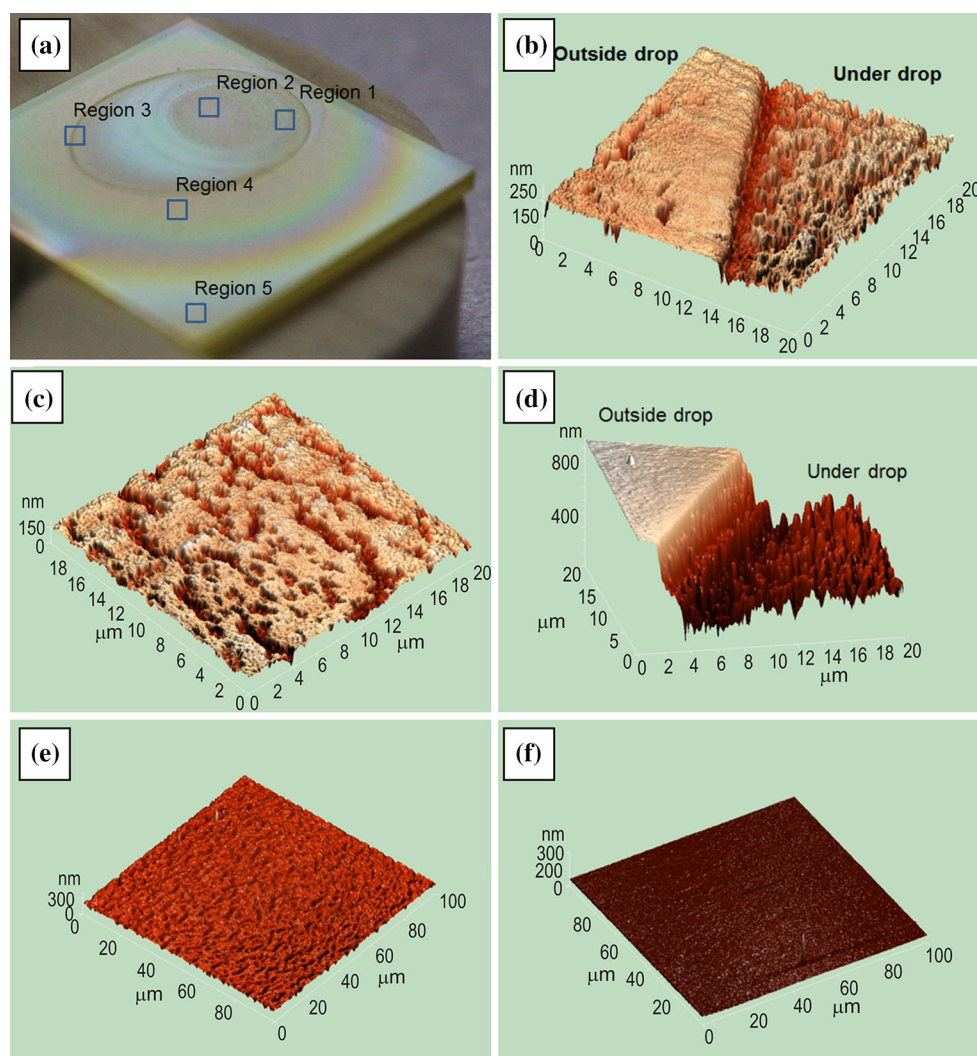 (a)
Region 2
Region 1
Region 3
Region 4
Region 5
(b)
Outside drop
Under drop
nm
250
150
0
0 2 4 6 8 10 12 14 16 18 20
0 2 4 6 8 10 12 14 16 18 20
(c)
nm
150
0
18 16 14 12 10 8 6 4 2 0
μm
0 2 4 6 8 10 12 14 16 18 20
μm
(d)
Outside drop
Under drop
nm
800
400
20
15
10
5
0
μm
0 2 4 6 8 10 12 14 16 18 20
μm
(e)
nm
300
0
0 20 40 60 80
μm
0 20 40 60 80 100
μm
(f)
nm
300
200
0
80 60 40 20
μm
0 20 40 60 80 100
μm